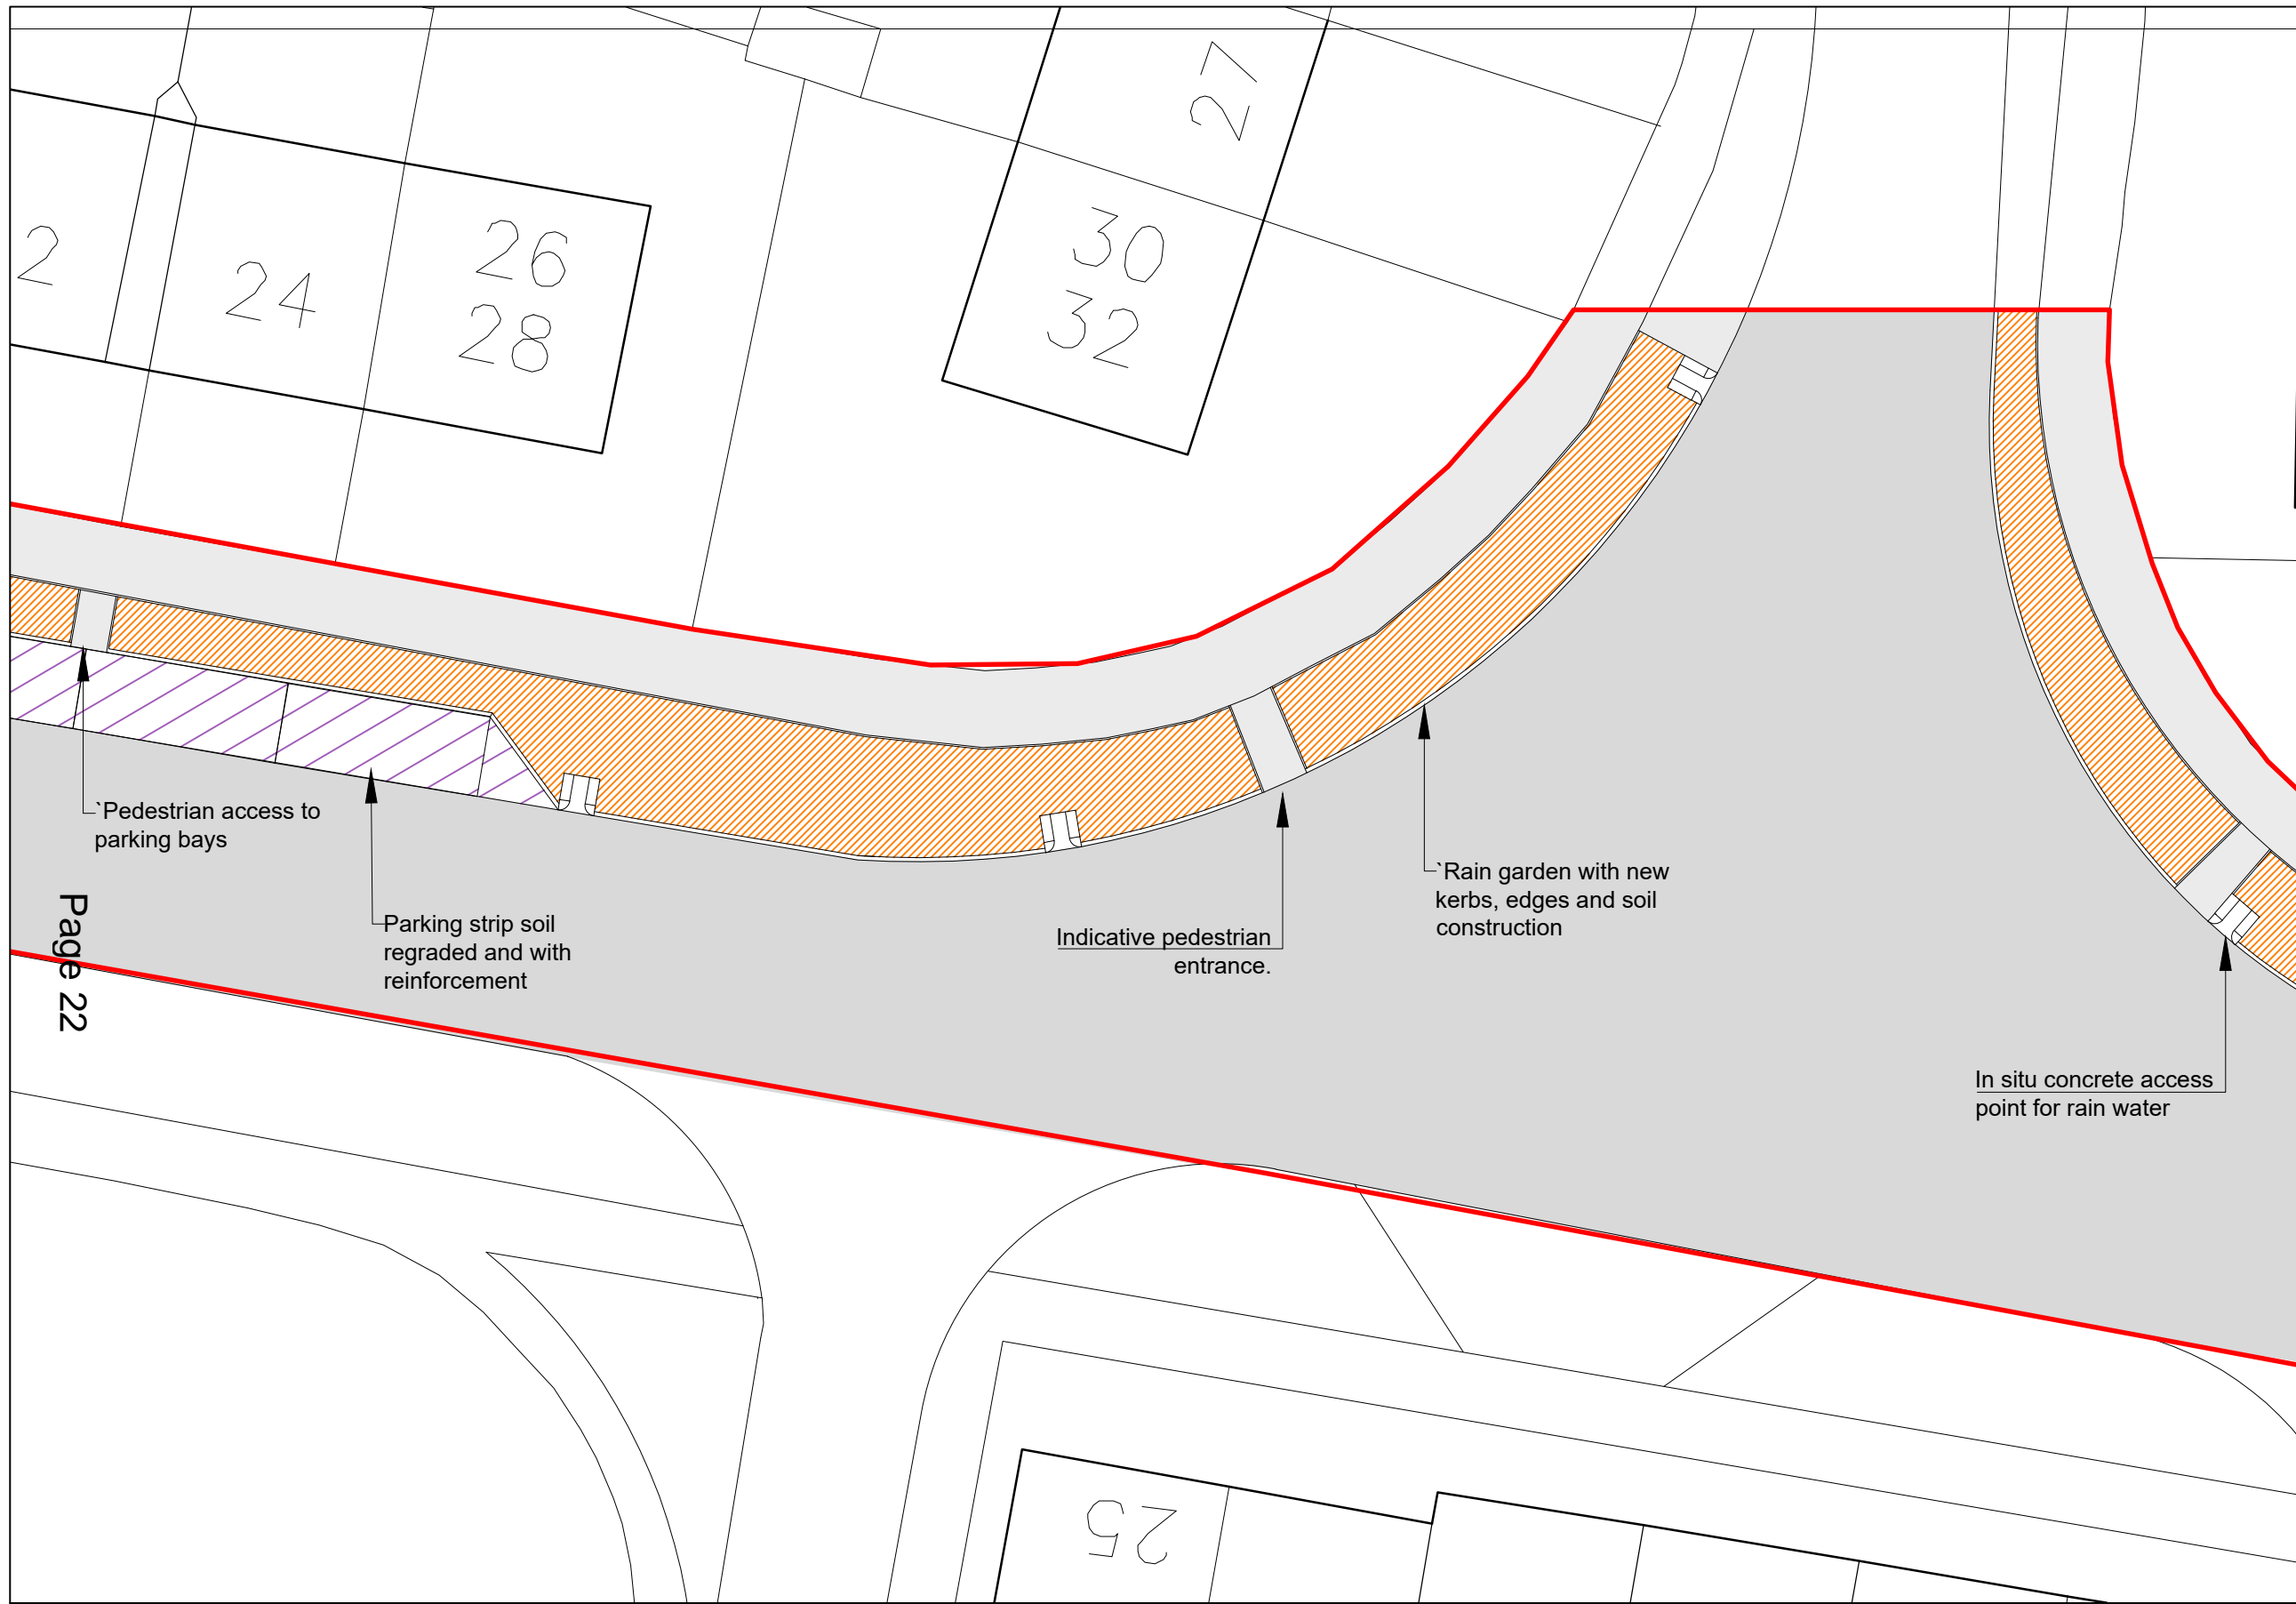 27
2
24
26
28
30
32
`Pedestrian access to
parking bays
Parking strip soil
regraded and with
reinforcement
Indicative pedestrian
entrance.
`Rain garden with new
kerbs, edges and soil
construction
In situ concrete access
point for rain water
Page 22
25